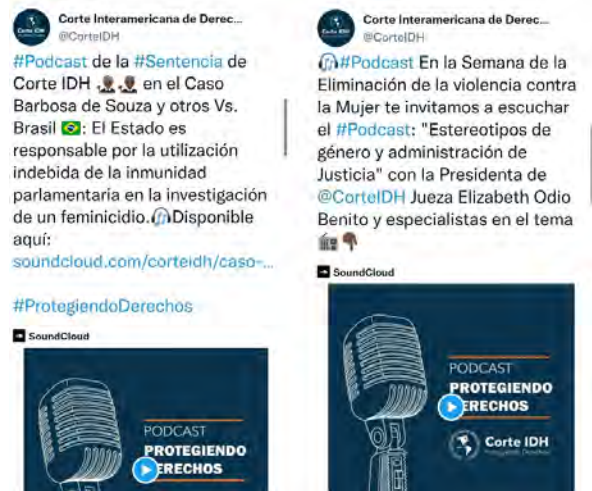 Corte Interamericana de Derec...
@CorteIDH
#Podcast de la #Sentencia de
Corte IDH 👨🏿‍⚖️👨🏿‍⚖️ en el Caso
Barbosa de Souza y otros Vs.
Brasil 🇧🇷: El Estado es
responsable por la utilización
indebida de la inmunidad
parlamentaria en la investigación
de un feminicidio.🎧Disponible
aquí:
soundcloud.com/corteidh/caso-...
#ProtegiendoDerechos
SoundCloud
PODCAST
PROTEGIENDO
DERECHOS
Corte Interamericana de Derec...
@CorteIDH
🎧#Podcast En la Semana de la
Eliminación de la violencia contra
la Mujer te invitamos a escuchar
el #Podcast: "Estereotipos de
género y administración de
Justicia" con la Presidenta de
@CorteIDH Jueza Elizabeth Odio
Benito y especialistas en el tema
📻👇🏿
SoundCloud
PODCAST
PROTEGIENDO
DERECHOS
Corte IDH